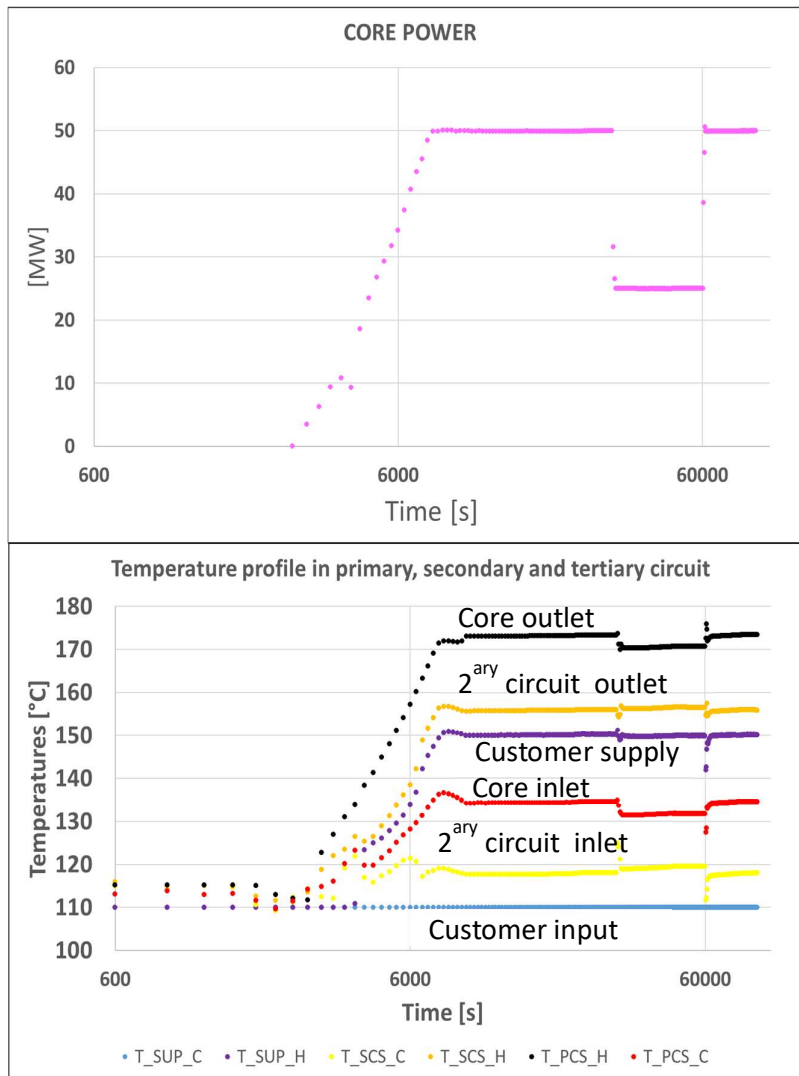 CORE POWER
60
50
40
30
20
10
0
[MW]
600
6000
60000
Time [s]
Temperature profile in primary, secondary and tertiary circuit
180
170
160
150
140
130
120
110
100
Temperatures [°C]
Core outlet
2ary circuit outlet
Customer supply
Core inlet
2ary circuit inlet
Customer input
600
6000
60000
Time [s]
T_SUP_C
T_SUP_H
T_SCS_C
T_SCS_H
T_PCS_H
T_PCS_C